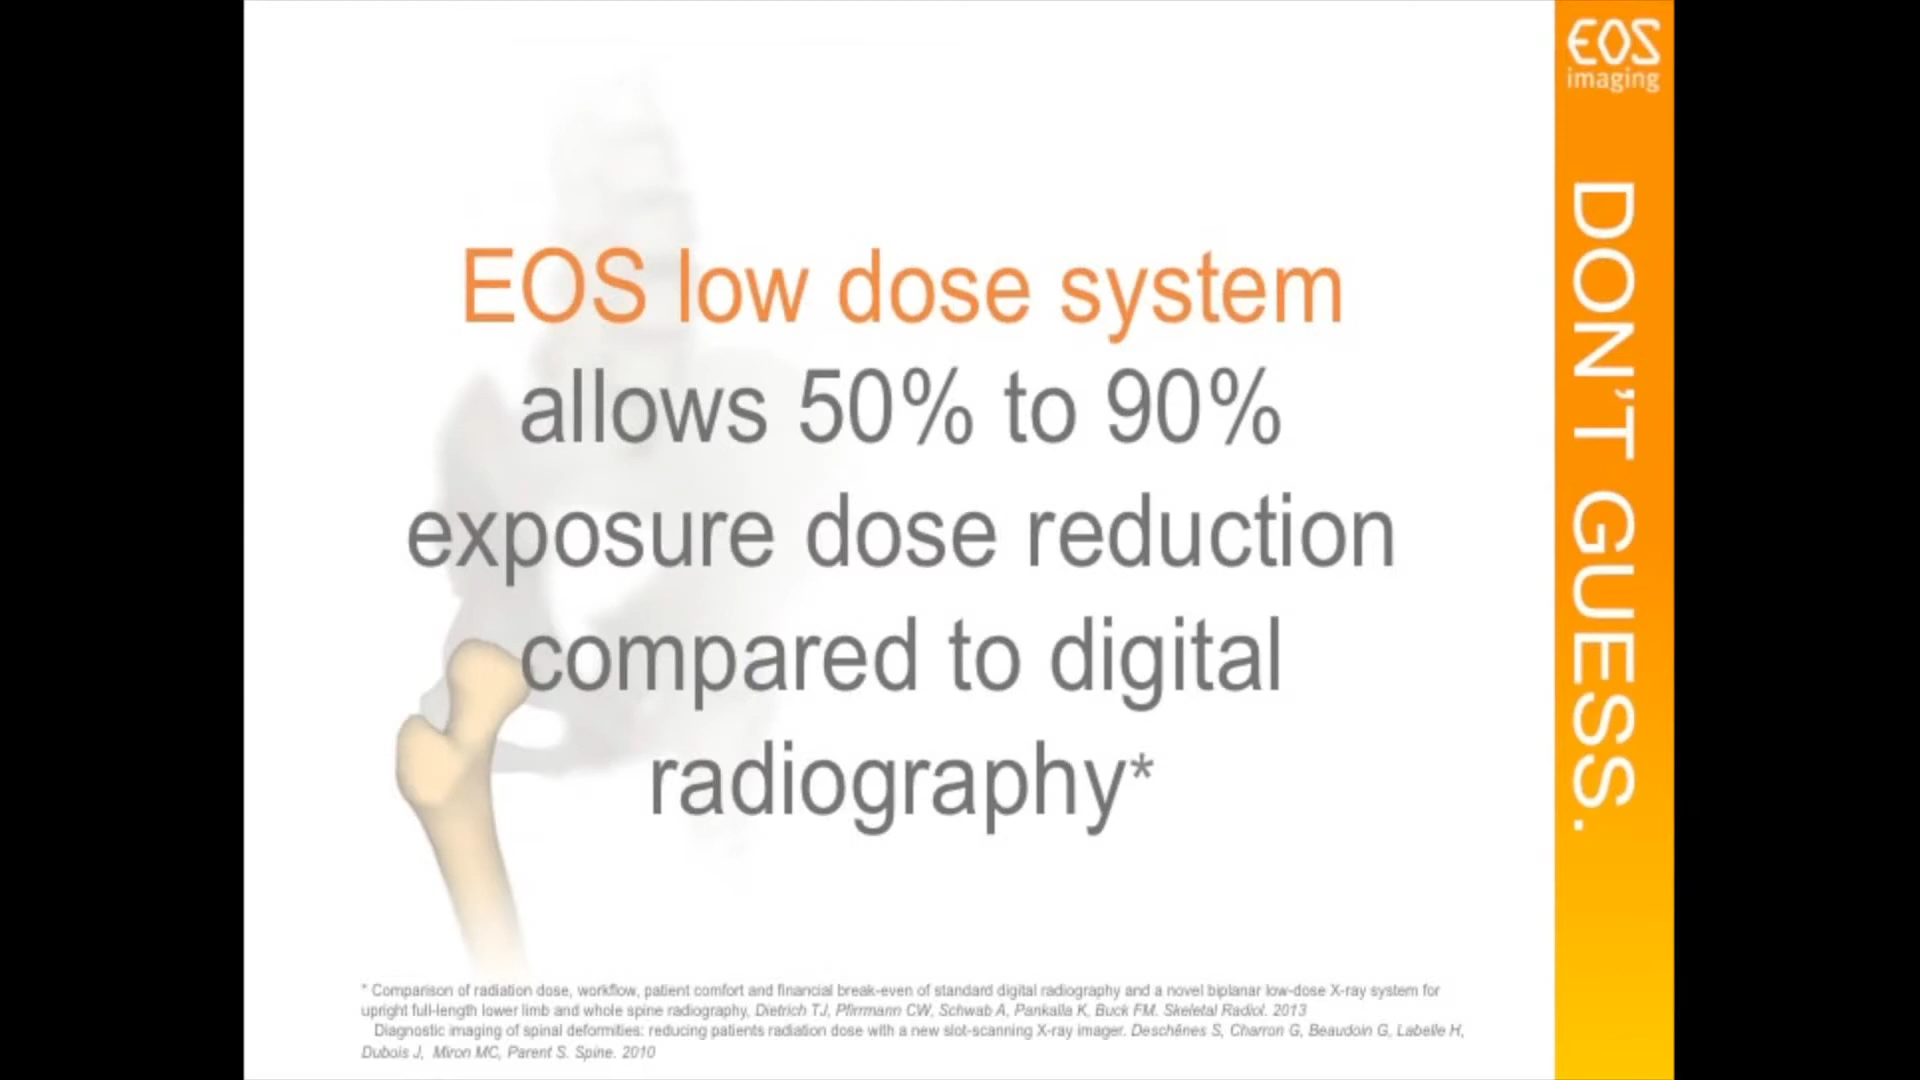 EOS low dose system
allows 50% to 90%
exposure dose reduction
compared to digital
radiography*
* Comparison of radiation dose, workflow, patient comfort and financial break-even of standard digital radiography and a novel biplanar low-dose X-ray system for
upright full-length lower limb and whole spine radiography, Dietrich TJ, Pfirrmann CW, Schwab A, Pankalla K, Buck FM. Skeletal Radiol. 2013
Diagnostic imaging of spinal deformities: reducing patients radiation dose with a new slot-scanning X-ray imager. Deschênes S, Charron G, Beaudoin G, Labelle H,
Dubois J, Miron MC, Parent S. Spine. 2010
EOS
imaging
DON'T GUESS.